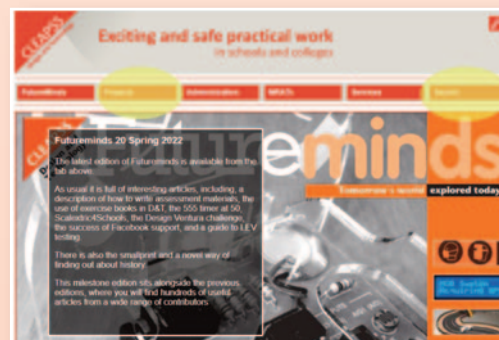 CLEAPSS
Exciting and safe practical work
in schools and colleges
FutureMinds Finance Administration Services
Futureminds
Tomorrow's world explored today
Futureminds 20 Spring 2022
The latest edition of Futureminds is available from the
tab above.
As usual it is full of interesting articles, including, a
description of how to write assessment materials, the
use of exercise books in D&T, the 555 timer at 50,
Scalextric4Schools, the Design Ventura challenge,
the success of Facebook support, and a guide to LEV
testing.
There is also the smallprint and a novel way of
finding out about history.
This milestone edition sits alongside the previous
editions, where you will find hundreds of useful
articles from a wide range of contributors